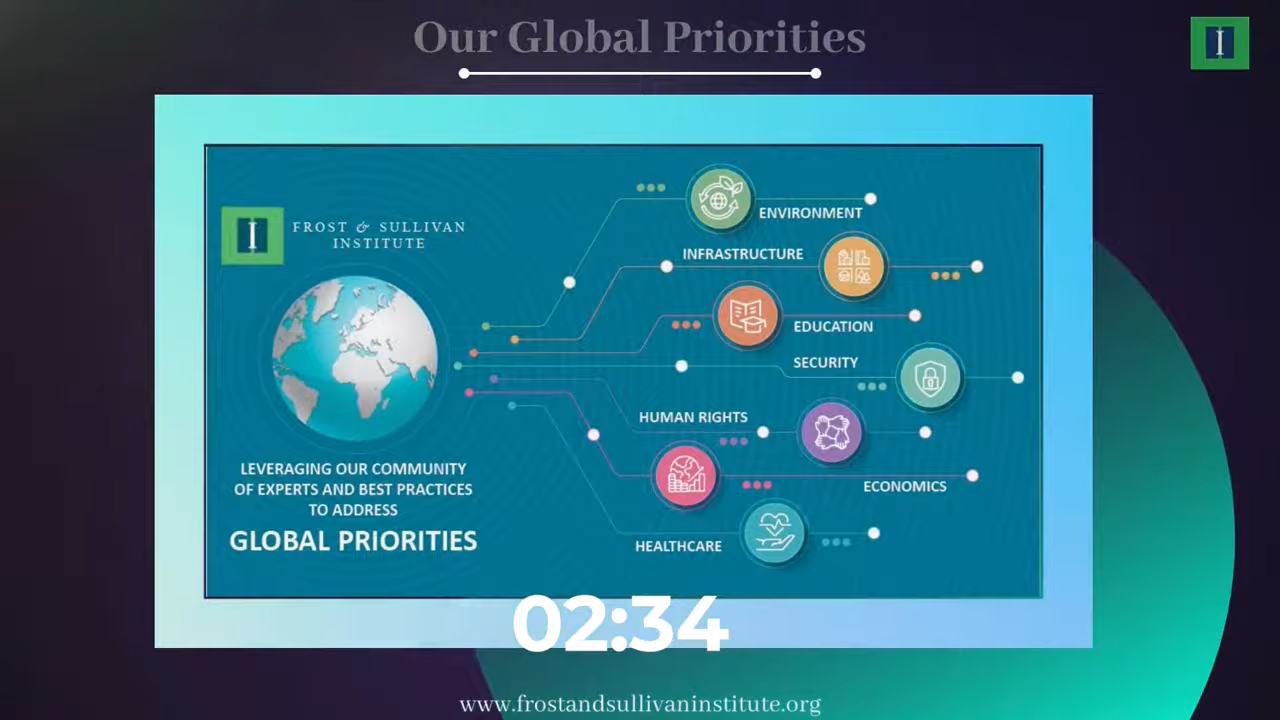 Our Global Priorities
I
I
FROST & SULLIVAN
INSTITUTE
ENVIRONMENT
INFRASTRUCTURE
EDUCATION
SECURITY
HUMAN RIGHTS
ECONOMICS
HEALTHCARE
LEVERAGING OUR COMMUNITY
OF EXPERTS AND BEST PRACTICES
TO ADDRESS
GLOBAL PRIORITIES
02:34
www.frostandsullivaninstitute.org